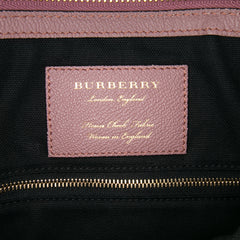 BURBERRY
London, England
House Check Fabric
Woven in England